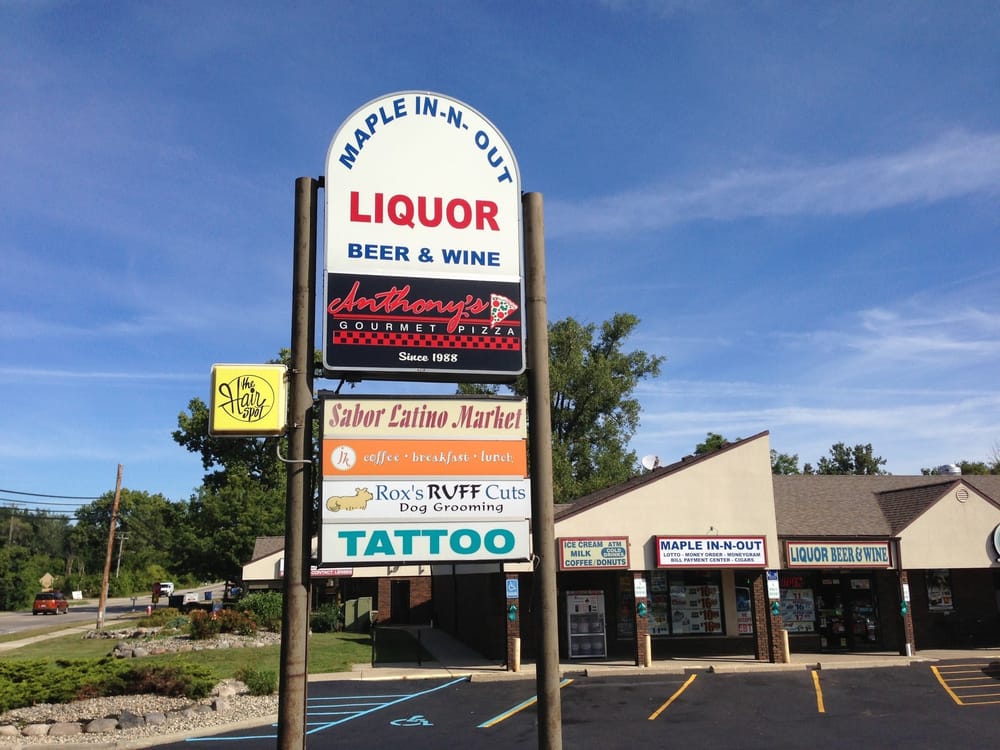 MAPLE IN-N-OUT
LIQUOR
BEER & WINE
Anthony's
GOURMET PIZZA
Since 1988
the
Hair
spot
Sabor Latino Market
jk coffee • breakfast • lunch
Rox's RUFF Cuts
Dog Grooming
TATTOO
ICE CREAM ATM
MILK COLD DRINKS
COFFEE/DONUTS
MAPLE IN-N-OUT
LOTTO - MONEY ORDER - MONEYGRAM
BILL PAYMENT CENTER - CIGARS
LIQUOR BEER & WINE